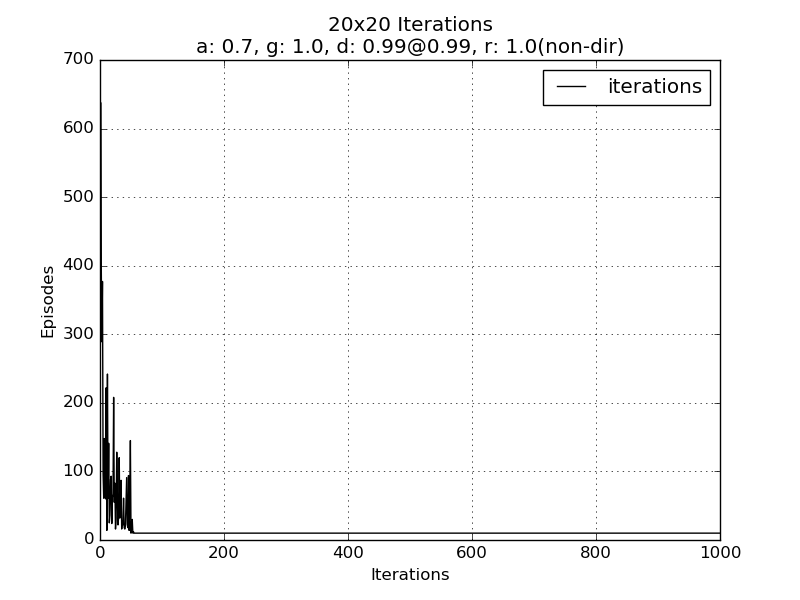 20x20 Iterations
a: 0.7, g: 1.0, d: 0.99@0.99, r: 1.0(non-dir)
700
600
500
400
300
200
100
0
Episodes
iterations
0 200 400 600 800 1000
Iterations